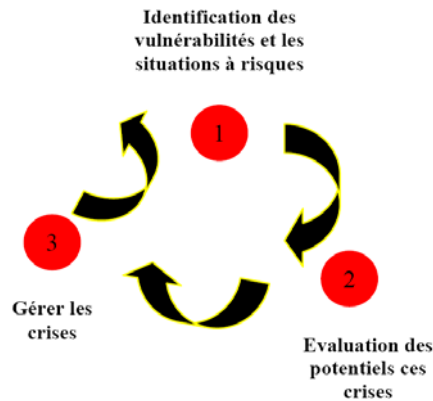 Identification des
vulnérabilités et les
situations à risques
1
2
3
Gérer les
crises
Evaluation des
potentiels ces
crises